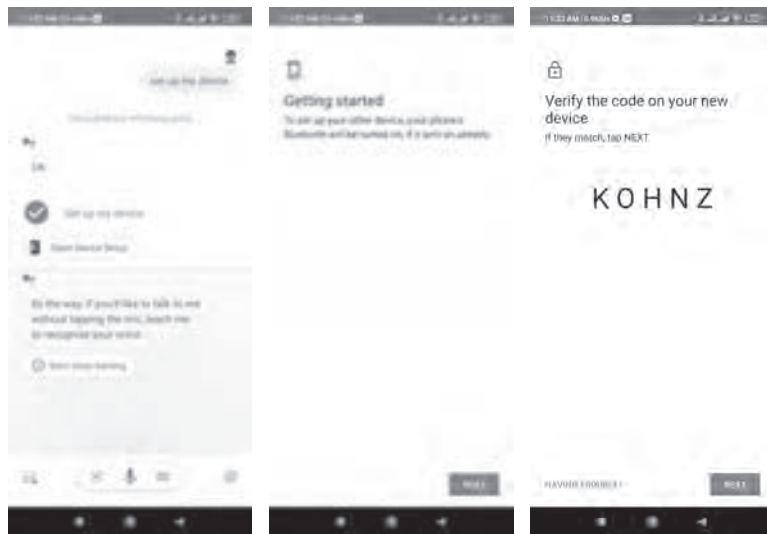 set up my device
Set up my device
Open Device Setup
By the way, if you'd like to talk to me
without tapping the mic, teach me
to recognise your voice
Getting started
To set up your other device, your phone's
Bluetooth will be turned on, if it isn't on already.
NEXT
Verify the code on your new
device
If they match, tap NEXT
KOHNZ
NEXT